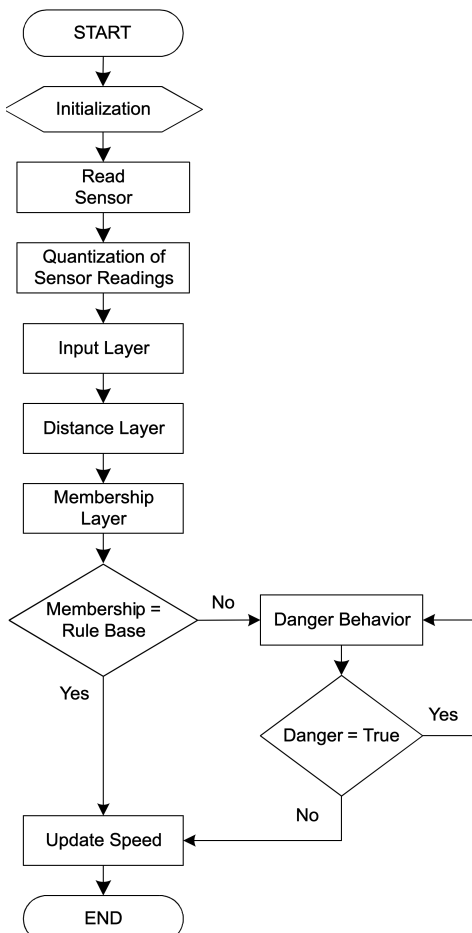 START
Initialization
Read
Sensor
Quantization of
Sensor Readings
Input Layer
Distance Layer
Membership
Layer
Membership =
Rule Base
No
Danger Behavior
Yes
Danger = True
Yes
No
Update Speed
END